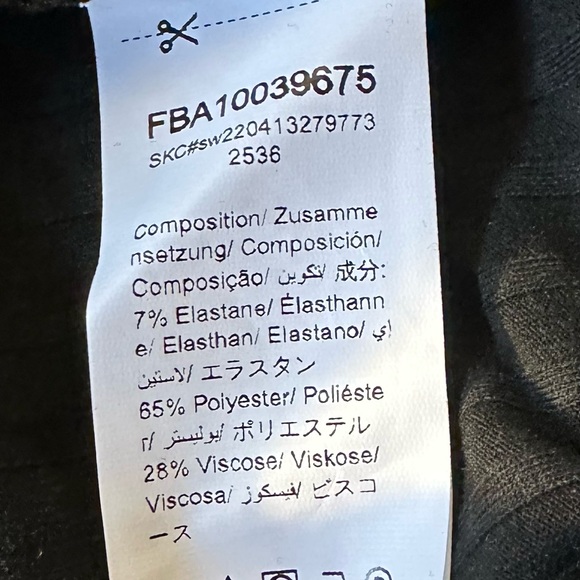 FBA10039675
SKC#sw220413279773
2536
Composition/ Zusamme
nsetzung/ Composición/
Composição/ تكوين/ 成分:
7% Elastane/ Élasthann
e/ Elasthan/ Elastano/ إي
لاستين/ エラスタン
65% Polyester/ Poliéste
r/ بوليستر/ ポリエステル
28% Viscose/ Viskose/
Viscosa/ فيسكوز/ ビスコ
ース